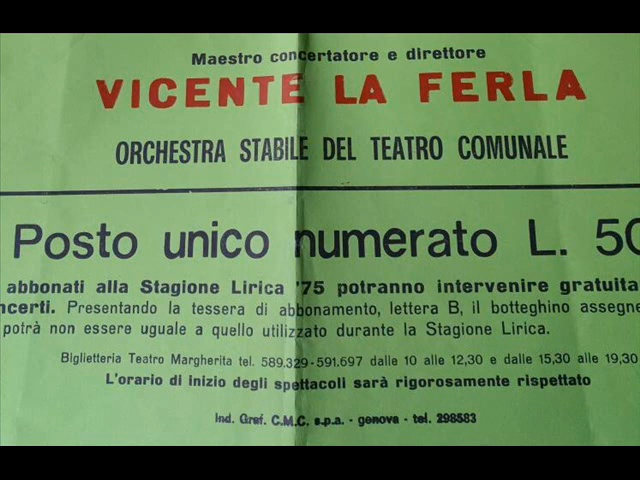 Maestro concertatore e direttore
VICENTE LA FERLA
ORCHESTRA STABILE DEL TEATRO COMUNALE
Posto unico numerato L. 50
abbonati alla Stagione Lirica '75 potranno intervenire gratuita
ncerti. Presentando la tessera di abbonamento, lettera B, il botteghino assegne
potrà non essere uguale a quello utilizzato durante la Stagione Lirica.
Biglietteria Teatro Margherita tel. 589.329-591.697 dalle 10 alle 12,30 e dalle 15,30 alle 19,30
L'orario di inizio degli spettacoli sarà rigorosamente rispettato
Ind. Graf. C.M.C. s.p.a. - genova - tel. 298583